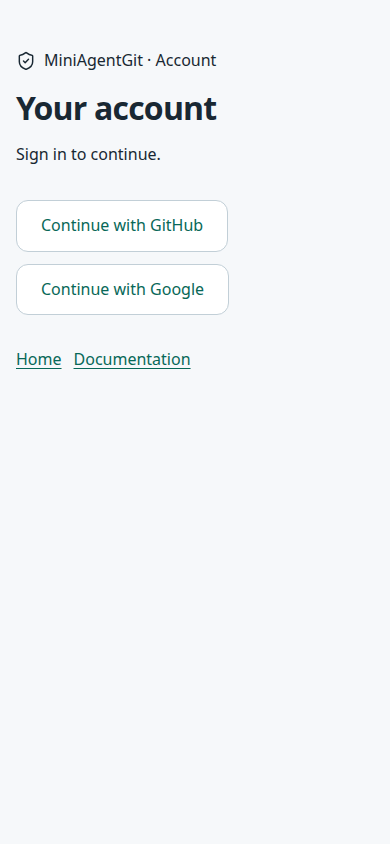 MiniAgentGit · Account
Your account
Sign in to continue.
Continue with GitHub
Continue with Google
Home Documentation